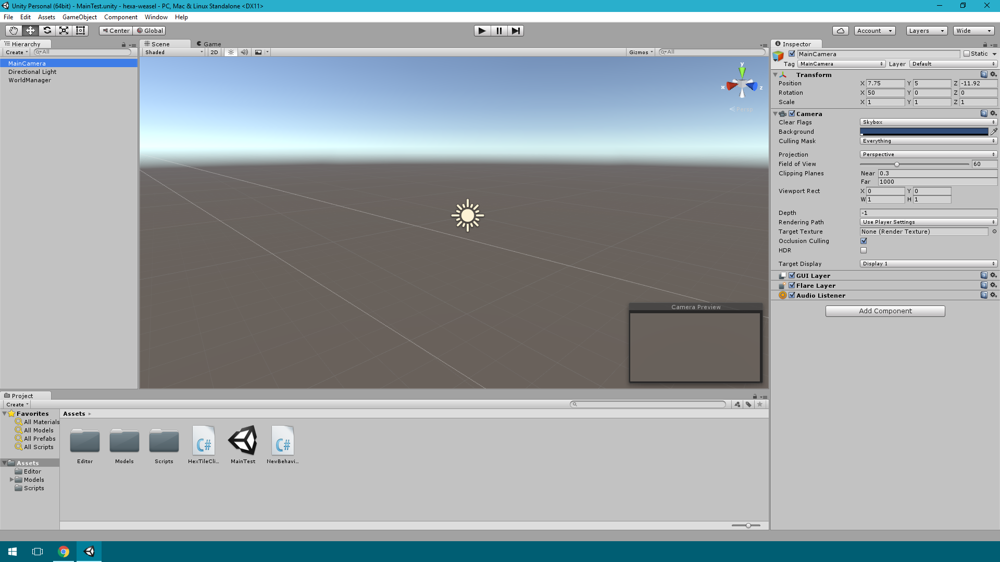 Unity Personal (64bit) - MainTest.unity - hexa-weasel - PC, Mac & Linux Standalone <DX11>
File Edit Assets GameObject Component Window Help
Center Global
Account Layers Wide
Hierarchy
Create All
MainCamera
Directional Light
WorldManager
Scene Game
Shaded 2D Gizmos All
y
x z
Persp
Camera Preview
Inspector
MainCamera Static
Tag MainCamera Layer Default
Transform
Position X 7.75 Y 5 Z -11.92
Rotation X 50 Y 0 Z 0
Scale X 1 Y 1 Z 1
Camera
Clear Flags Skybox
Background
Culling Mask Everything
Projection Perspective
Field of View 60
Clipping Planes Near 0.3
Far 1000
Viewport Rect X 0 Y 0
W 1 H 1
Depth -1
Rendering Path Use Player Settings
Target Texture None (Render Texture)
Occlusion Culling
HDR
Target Display Display 1
GUI Layer
Flare Layer
Audio Listener
Add Component
Project
Create
Favorites
All Materials
All Models
All Prefabs
All Scripts
Assets
Editor
Models
Scripts
Assets
C# C#
Editor Models Scripts HexTileCli... MainTest NewBehavi...